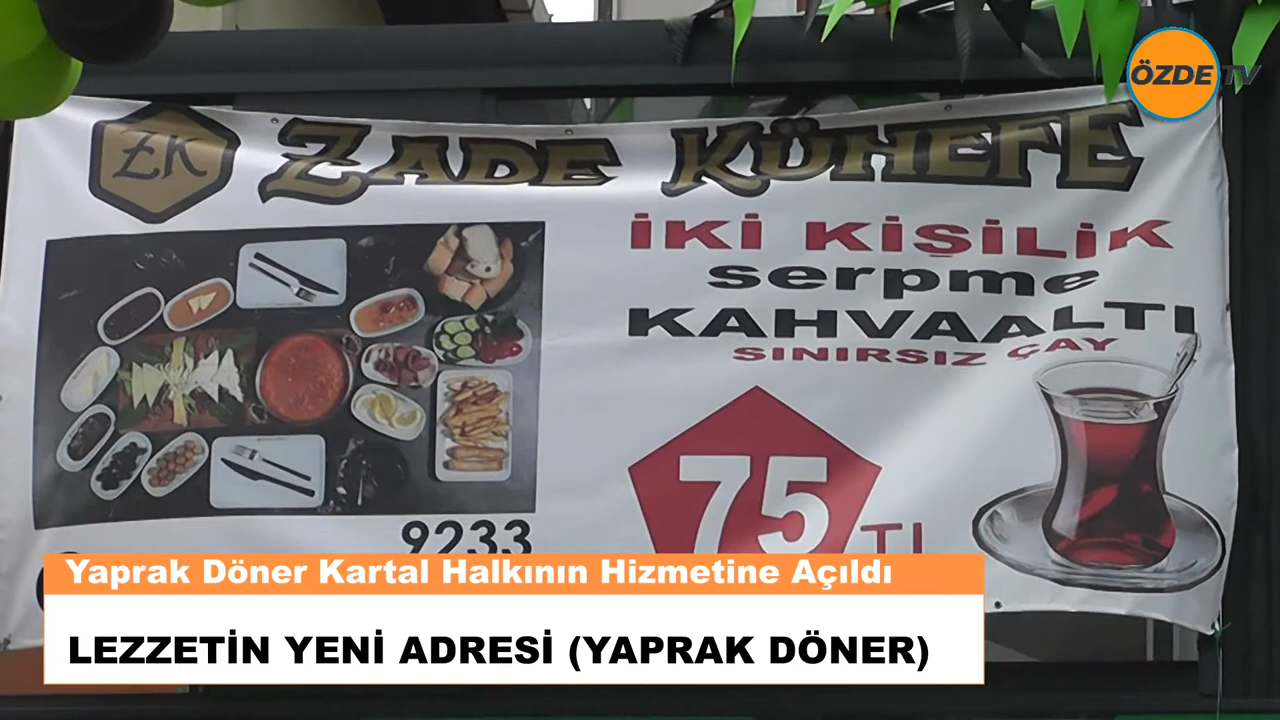 ÖZDE TV
ZK ZADE KÜHEFE
İKİ KİŞİLİK
serpme
KAHVAALTI
SINIRSIZ ÇAY
75 TL
9233
Yaprak Döner Kartal Halkının Hizmetine Açıldı
LEZZETİN YENİ ADRESİ (YAPRAK DÖNER)